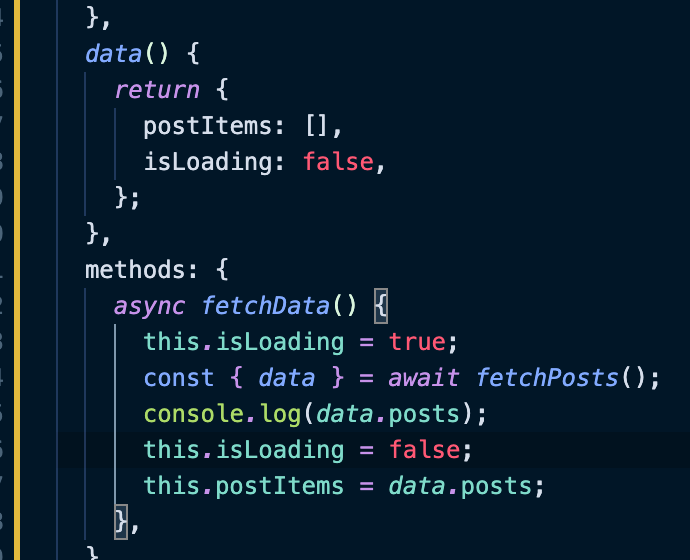 },
data() {
return {
postItems: [],
isLoading: false,
};
},
methods: {
async fetchData() {
this.isLoading = true;
const { data } = await fetchPosts();
console.log(data.posts);
this.isLoading = false;
this.postItems = data.posts;
},
}